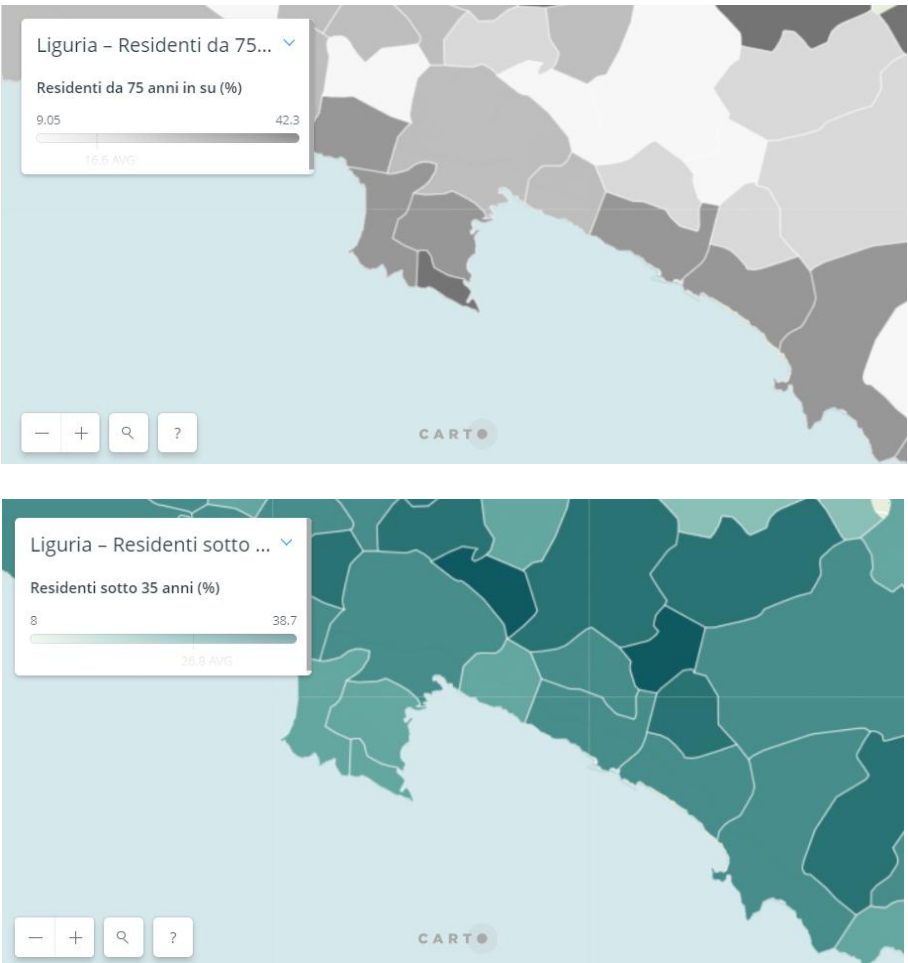 Liguria – Residenti da 75...
Residenti da 75 anni in su (%)
9.05 42.3
16.6 AVG
− + ?
CARTO
Liguria – Residenti sotto ...
Residenti sotto 35 anni (%)
8 38.7
26.8 AVG
− + ?
CARTO